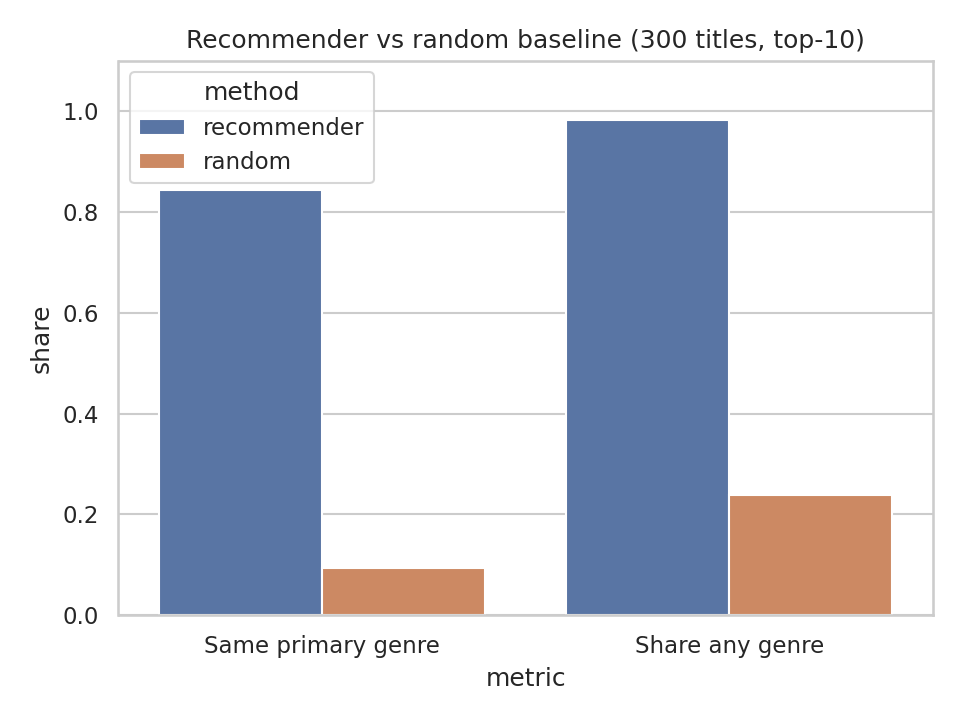 Recommender vs random baseline (300 titles, top-10)
method
recommender
random
1.0
0.8
0.6
0.4
0.2
0.0
share
Same primary genre
Share any genre
metric